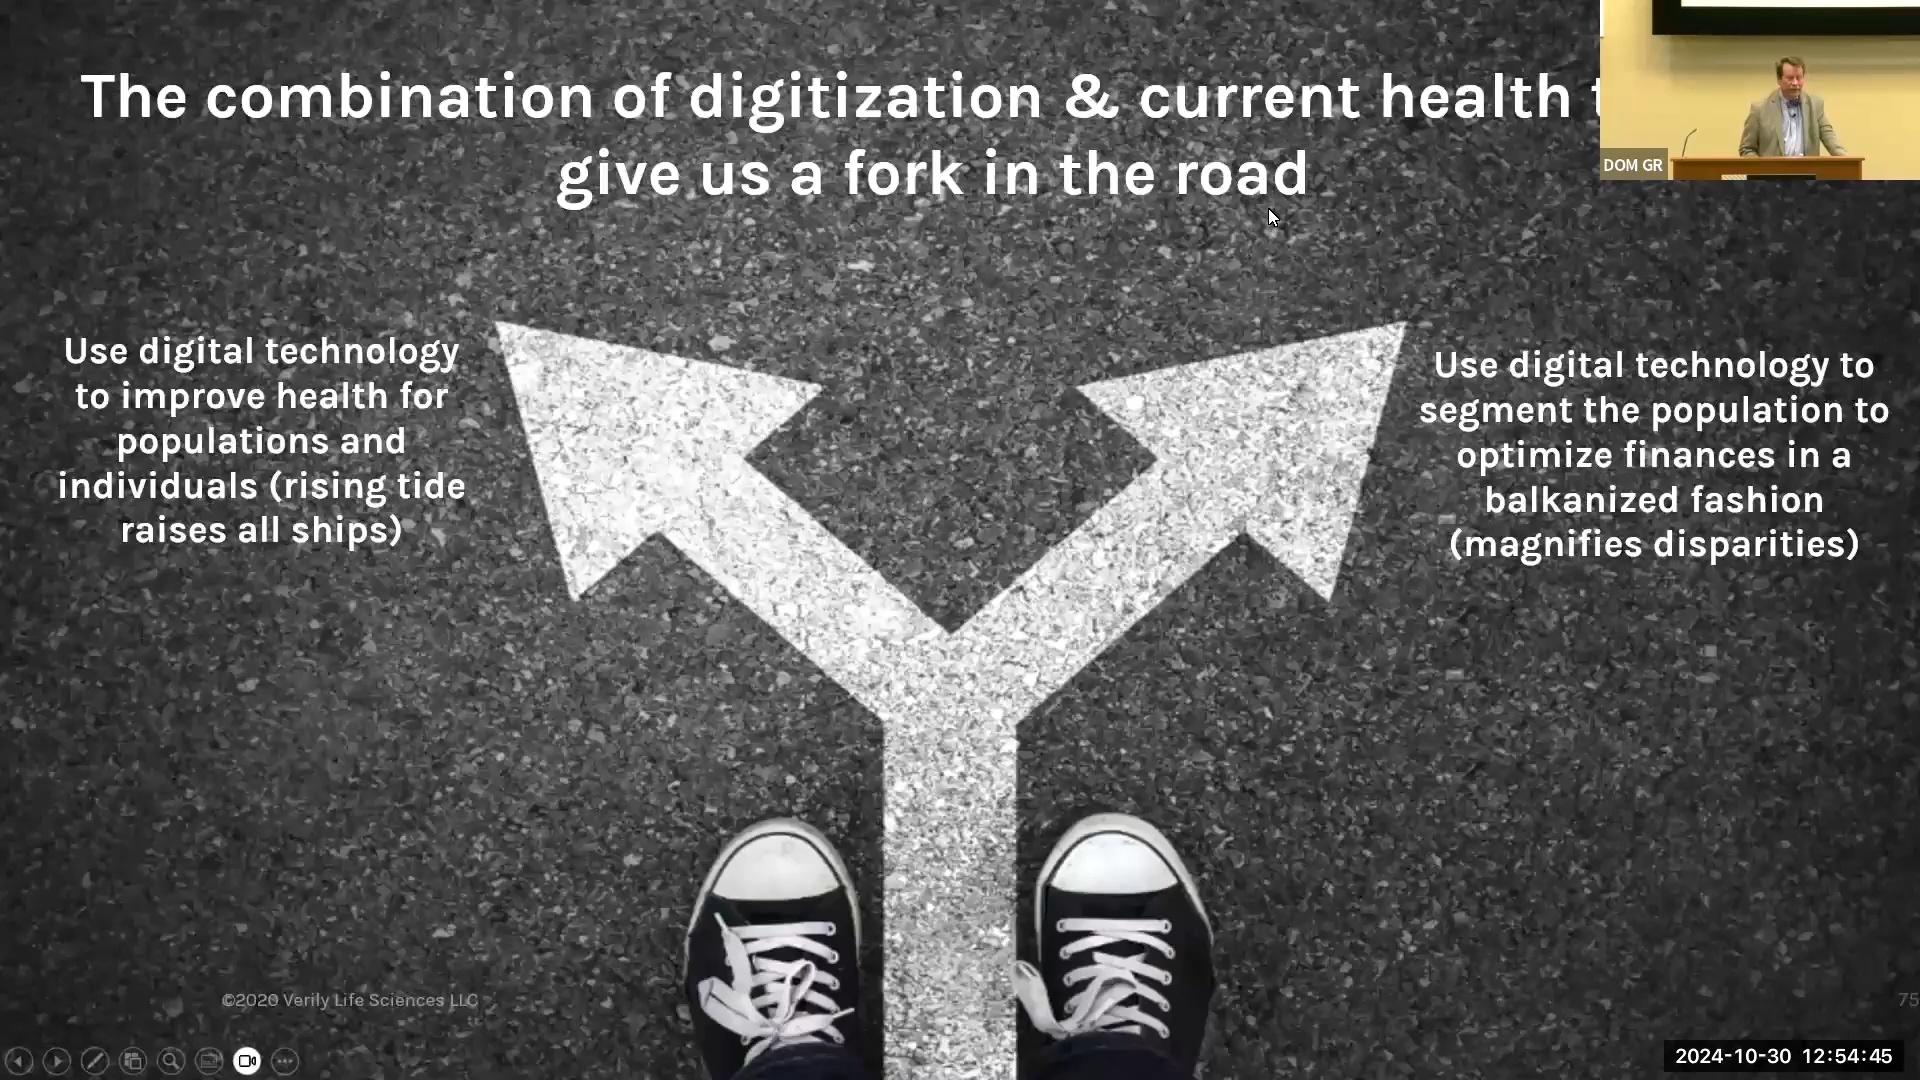 The combination of digitization & current health
give us a fork in the road
DOM GR
Use digital technology
to improve health for
populations and
individuals (rising tide
raises all ships)
Use digital technology to
segment the population to
optimize finances in a
balkanized fashion
(magnifies disparities)
©2020 Verily Life Sciences LLC
75
2024-10-30 12:54:45